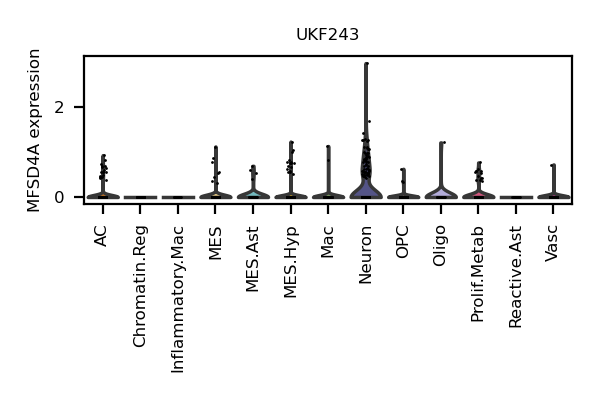 UKF243
MFSD4A expression
2
0
AC
Chromatin.Reg
Inflammatory.Mac
MES
MES.Ast
MES.Hyp
Mac
Neuron
OPC
Oligo
Prolif.Metab
Reactive.Ast
Vasc